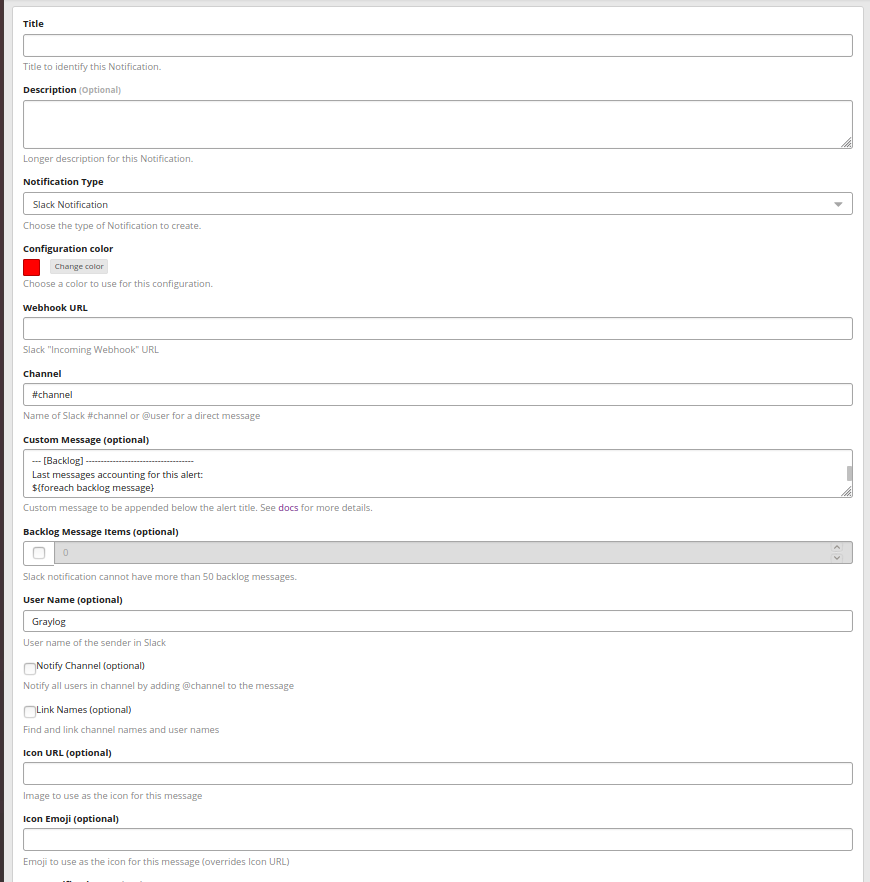 Title
Title to identify this Notification.
Description (Optional)
Longer description for this Notification.
Notification Type
Slack Notification
Choose the type of Notification to create.
Configuration color
Change color
Choose a color to use for this configuration.
Webhook URL
Slack "Incoming Webhook" URL
Channel
#channel
Name of Slack #channel or @user for a direct message
Custom Message (optional)
--- [Backlog] ------------------------------------
Last messages accounting for this alert:
${foreach backlog message}
Custom message to be appended below the alert title. See docs for more details.
Backlog Message Items (optional)
0
Slack notification cannot have more than 50 backlog messages.
User Name (optional)
Graylog
User name of the sender in Slack
Notify Channel (optional)
Notify all users in channel by adding @channel to the message
Link Names (optional)
Find and link channel names and user names
Icon URL (optional)
Image to use as the icon for this message
Icon Emoji (optional)
Emoji to use as the icon for this message (overrides Icon URL)